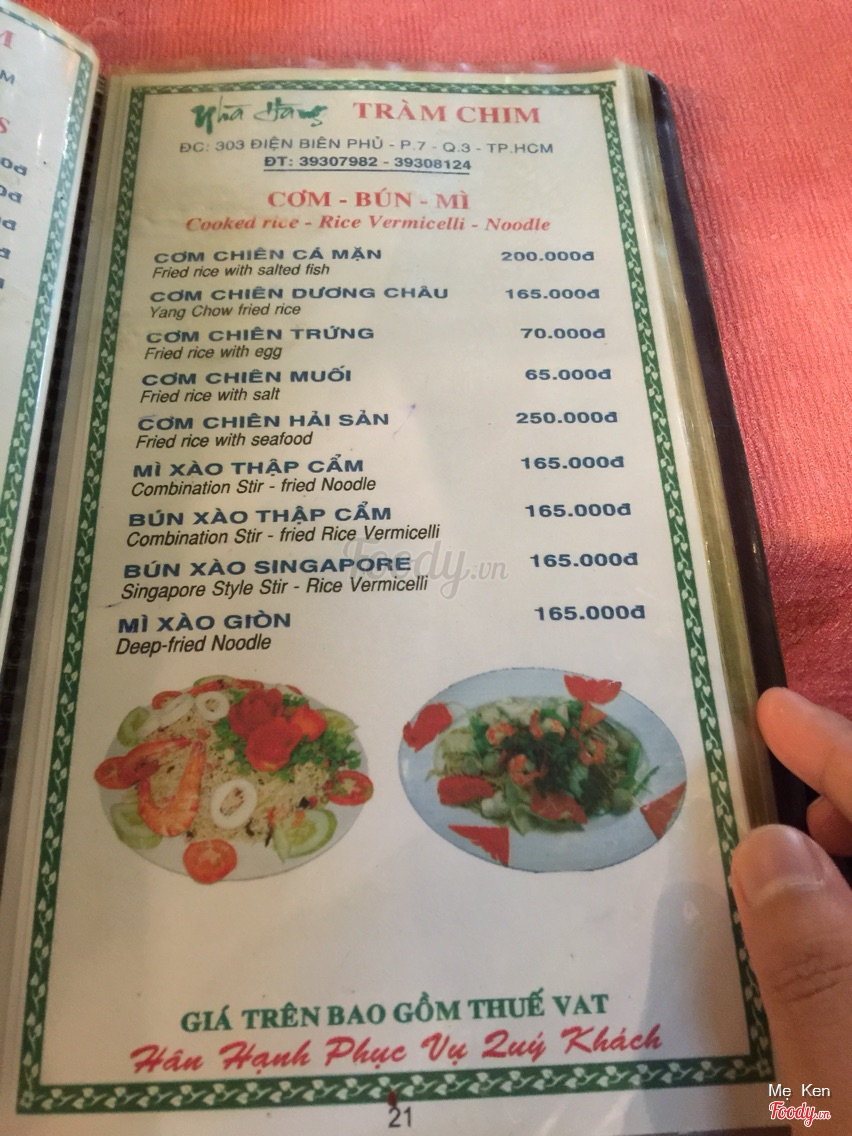 M
S
Nhà Hàng TRÀM CHIM
ĐC: 303 ĐIỆN BIÊN PHỦ - P.7 - Q.3 - TP.HCM
ĐT: 39307982 - 39308124
CƠM - BÚN - MÌ
Cooked rice - Rice Vermicelli - Noodle
CƠM CHIÊN CÁ MẶN 200.000đ
Fried rice with salted fish
CƠM CHIÊN DƯƠNG CHÂU 165.000đ
Yang Chow fried rice
CƠM CHIÊN TRỨNG 70.000đ
Fried rice with egg
CƠM CHIÊN MUỐI 65.000đ
Fried rice with salt
CƠM CHIÊN HẢI SẢN 250.000đ
Fried rice with seafood
MÌ XÀO THẬP CẨM 165.000đ
Combination Stir - fried Noodle
BÚN XÀO THẬP CẨM 165.000đ
Combination Stir - fried Rice Vermicelli
BÚN XÀO SINGAPORE 165.000đ
Singapore Style Stir - Rice Vermicelli
MÌ XÀO GIÒN 165.000đ
Deep-fried Noodle
Foody.vn
GIÁ TRÊN BAO GỒM THUẾ VAT
Hân Hạnh Phục Vụ Quý Khách
21
Mẹ Ken
Foody.vn